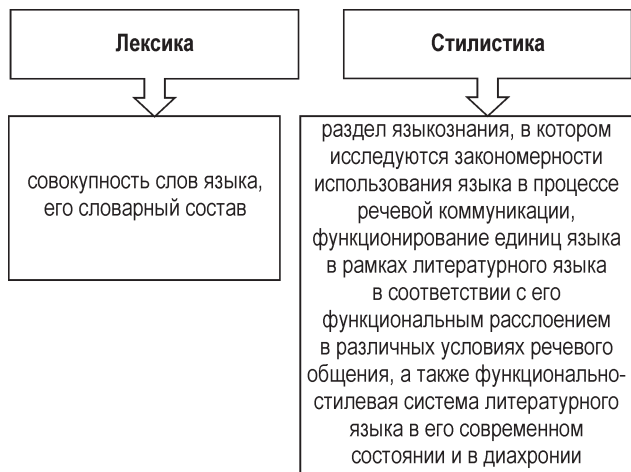 Лексика
совокупность слов языка,
его словарный состав
Стилистика
раздел языкознания, в котором
исследуются закономерности
использования языка в процессе
речевой коммуникации,
функционирование единиц языка
в рамках литературного языка
в соответствии с его
функциональным расслоением
в различных условиях речевого
общения, а также функционально-
стилевая система литературного
языка в его современном
состоянии и в диахронии